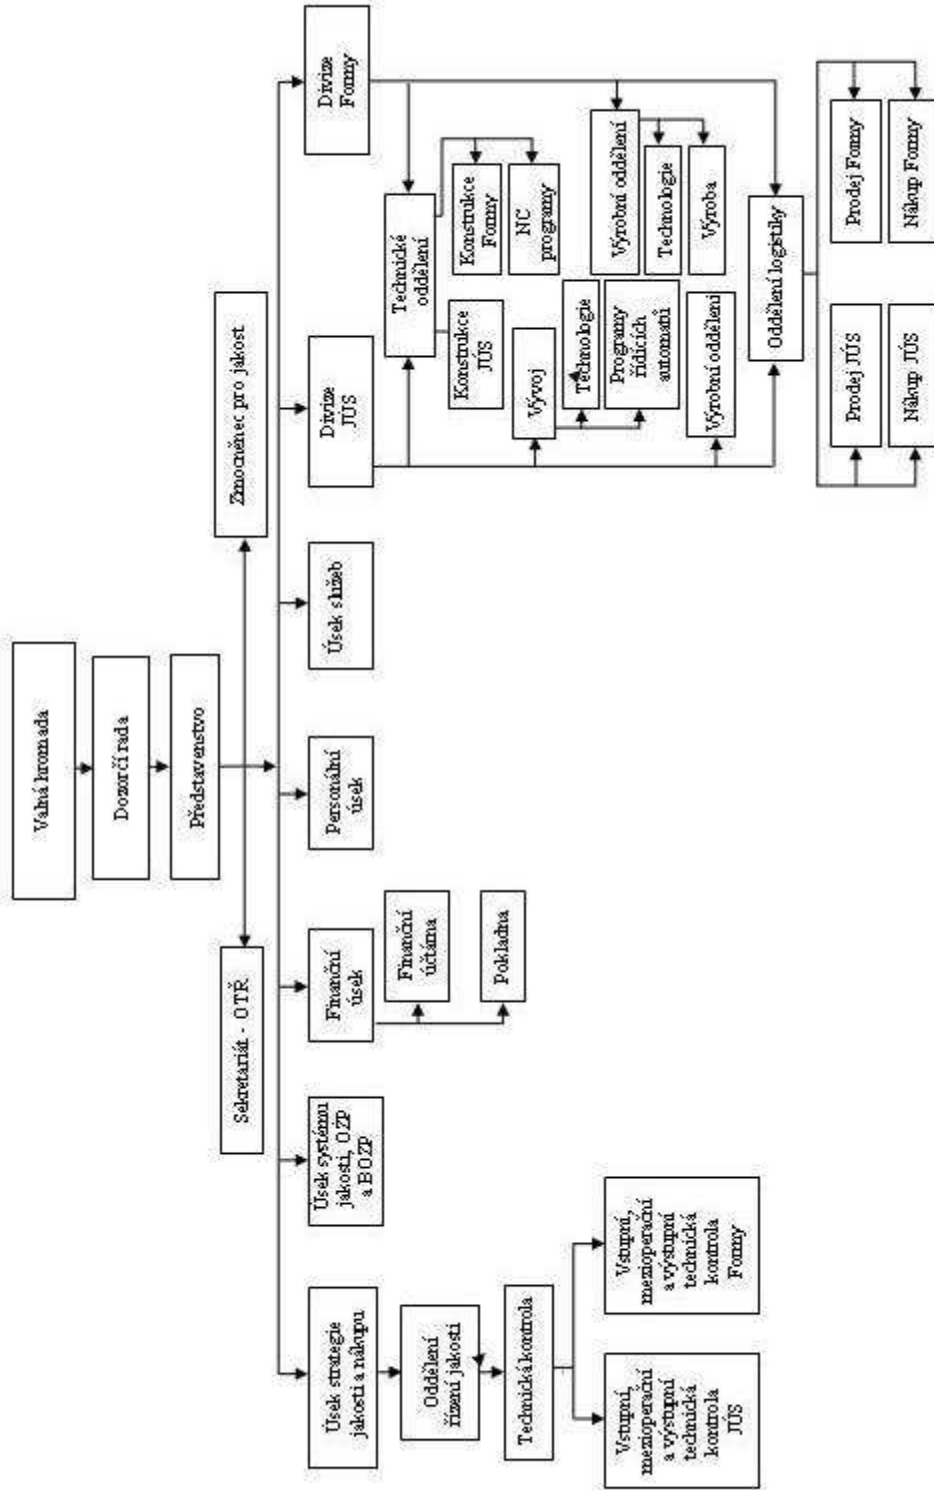 Valná hromada
Dozorčí rada
Představenstvo
Sekretariát - OTŘ
Zmocněnec pro jakost
Úsek strategie
jakosti a nákupu
Úsek systému
jakosti, OŽP
a BOZP
Finanční
úsek
Personální
úsek
Úsek služeb
Divize
JÚS
Divize
Formy
Oddělení
řízení jakosti
Technická kontrola
Vstupní,
mezioperační
a výstupní
technická
kontrola
JÚS
Vstupní,
mezioperační
a výstupní
technická
kontrola
Formy
Finanční
účtárna
Pokladna
Technické
oddělení
Konstrukce
JÚS
Konstrukce
Formy
NC
programy
Vývoj
Technologie
Programy
řídících
automatů
Výrobní oddělení
Výrobní oddělení
Technologie
Výroba
Oddělení logistiky
Prodej JÚS
Nákup JÚS
Prodej Formy
Nákup Formy